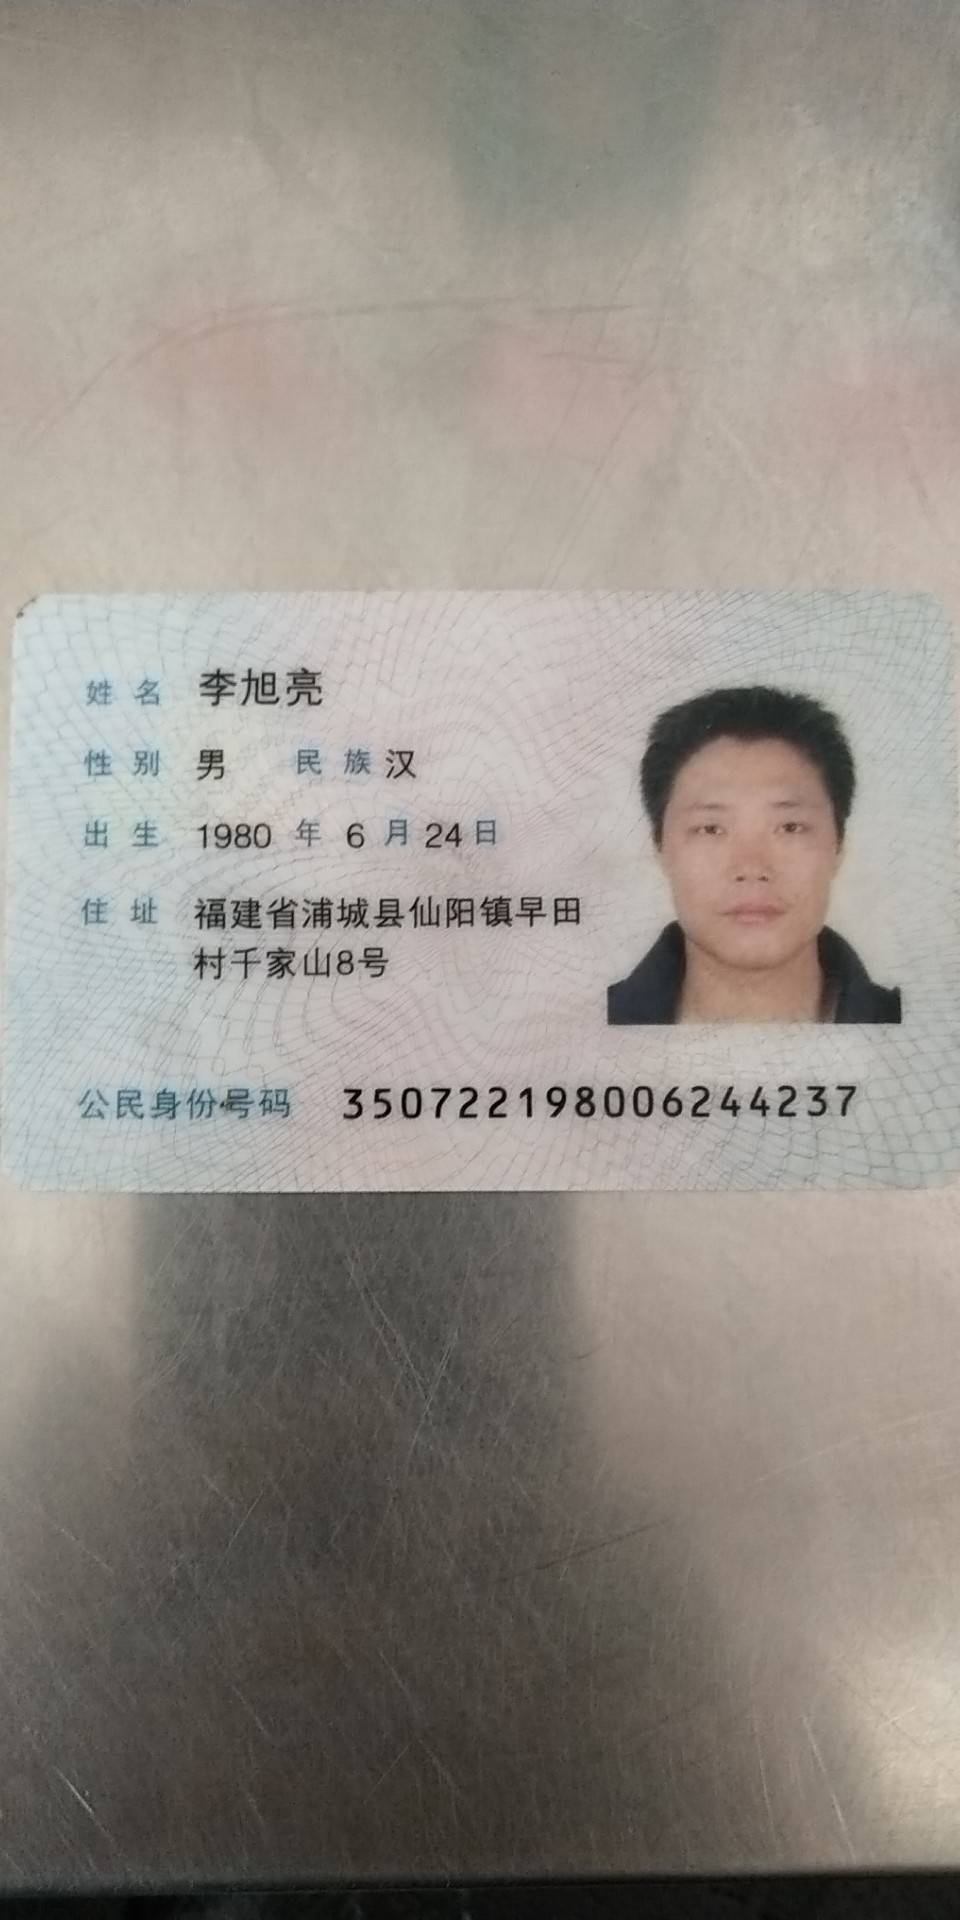 姓名 李旭亮
性别 男 民族 汉
出生 1980 年 6 月 24 日
住址 福建省浦城县仙阳镇早田
村千家山8号
公民身份号码 350722198006244237